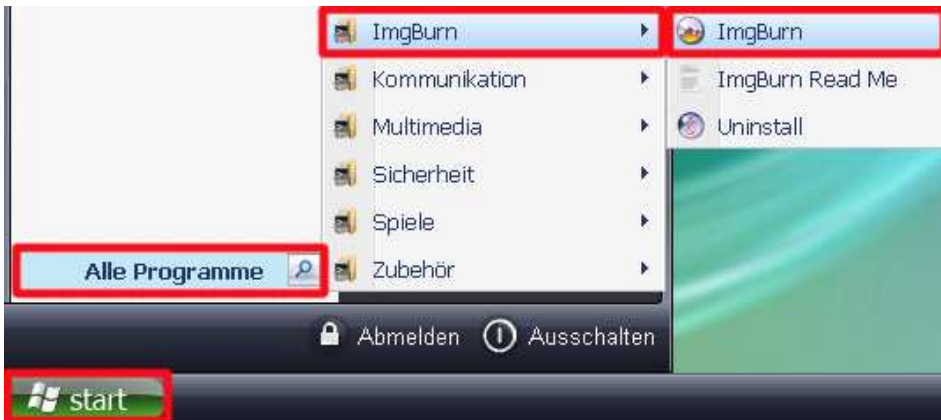 ImgBurn
Kommunikation
Multimedia
Sicherheit
Spiele
Zubehör
ImgBurn
ImgBurn Read Me
Uninstall
Alle Programme
Abmelden Ausschalten
start